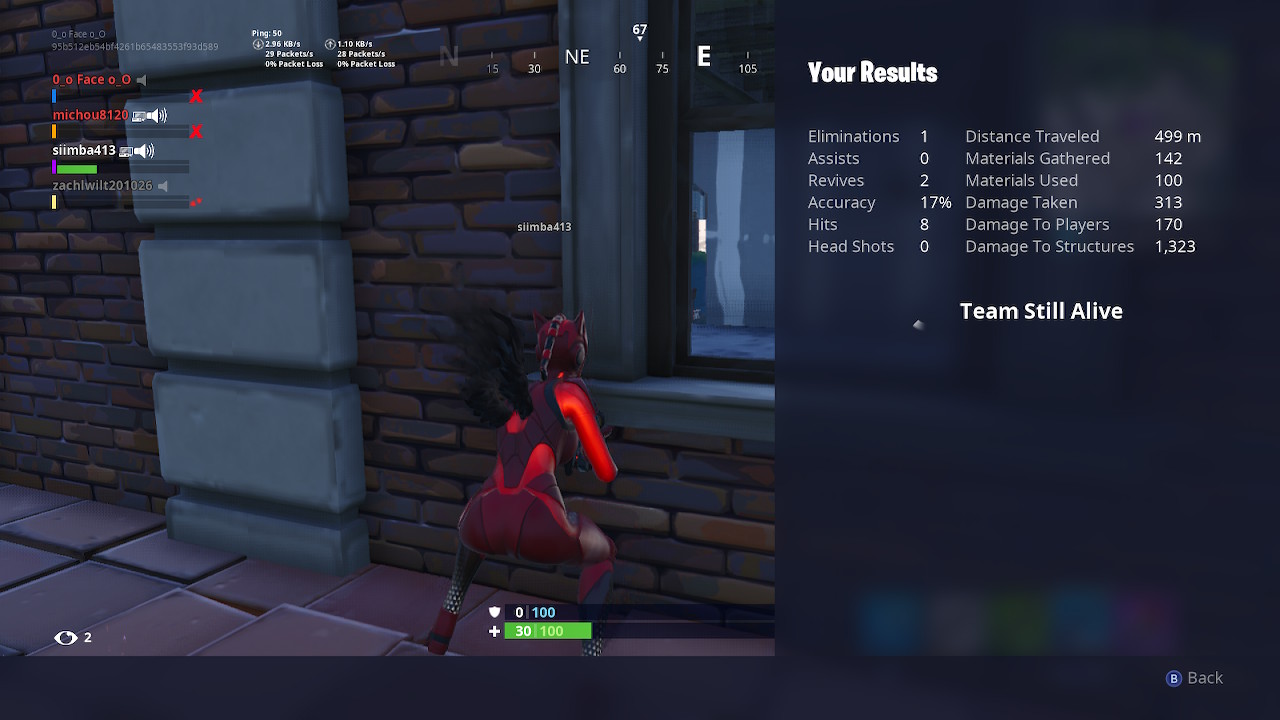 0_o Face o_O
95b512eb54bf4261b65483553f93d589
Ping: 50
2.96 KB/s 1.10 KB/s
29 Packets/s 28 Packets/s
0% Packet Loss 0% Packet Loss
67
N 15 30 NE 60 75 E 105
0_o Face o_O
michou8120
siimba413
zachlwilt201026
siimba413
0 | 100
30 | 100
2
Your Results
Eliminations 1 Distance Traveled 499 m
Assists 0 Materials Gathered 142
Revives 2 Materials Used 100
Accuracy 17% Damage Taken 313
Hits 8 Damage To Players 170
Head Shots 0 Damage To Structures 1,323
Team Still Alive
B Back